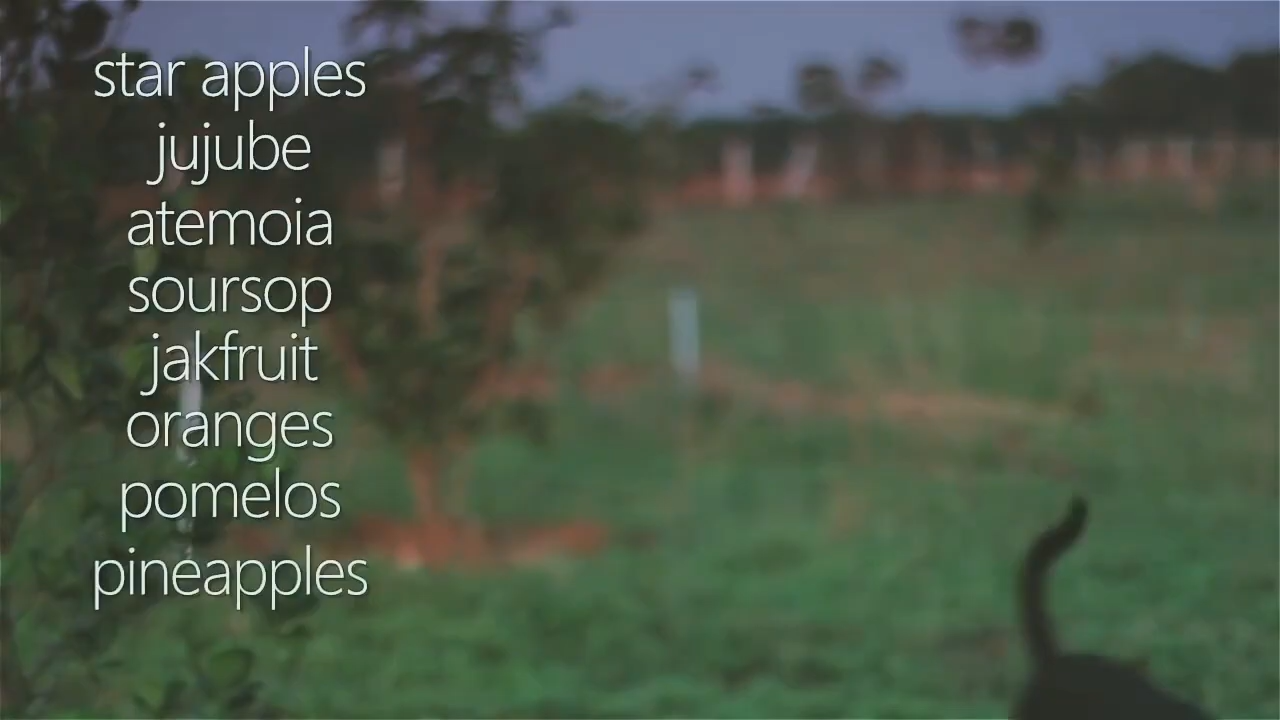 star apples
jujube
atemoia
soursop
jakfruit
oranges
pomelos
pineapples